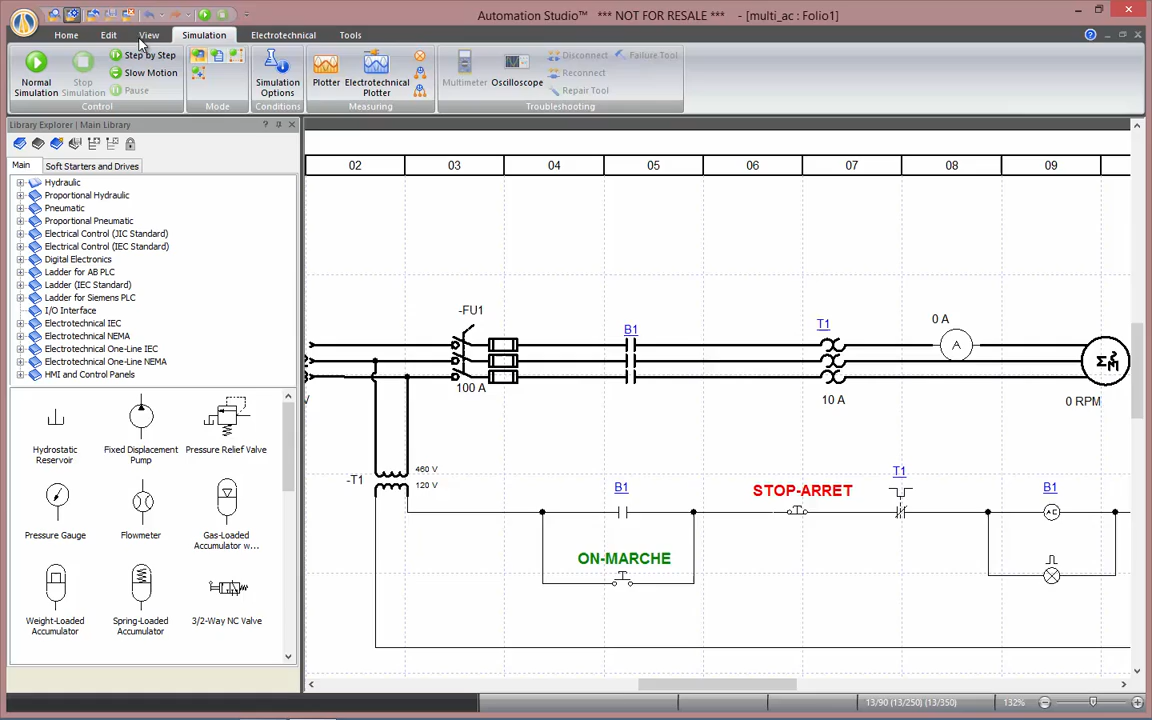 Automation Studio™ *** NOT FOR RESALE *** - [multi_ac : Folio1]
Home Edit View Simulation Electrotechnical Tools
Normal Simulation
Stop Simulation
Step by Step
Slow Motion
Pause
Control
Mode
Simulation Options
Conditions
Plotter
Electrotechnical Plotter
Measuring
Multimeter
Oscilloscope
Disconnect
Reconnect
Repair Tool
Failure Tool
Troubleshooting
Library Explorer | Main Library
Main
Soft Starters and Drives
Hydraulic
Proportional Hydraulic
Pneumatic
Proportional Pneumatic
Electrical Control (JIC Standard)
Electrical Control (IEC Standard)
Digital Electronics
Ladder for AB PLC
Ladder (IEC Standard)
Ladder for Siemens PLC
I/O Interface
Electrotechnical IEC
Electrotechnical NEMA
Electrotechnical One-Line IEC
Electrotechnical One-Line NEMA
HMI and Control Panels
Hydrostatic Reservoir
Fixed Displacement Pump
Pressure Relief Valve
Pressure Gauge
Flowmeter
Gas-Loaded Accumulator w...
Weight-Loaded Accumulator
Spring-Loaded Accumulator
3/2-Way NC Valve
02 03 04 05 06 07 08 09
-FU1
100 A
B1
T1
10 A
0 A
A
M
0 RPM
V
-T1
460 V
120 V
B1
ON-MARCHE
STOP-ARRET
T1
B1
AC
13/90 (13/250) (13/350)
132%